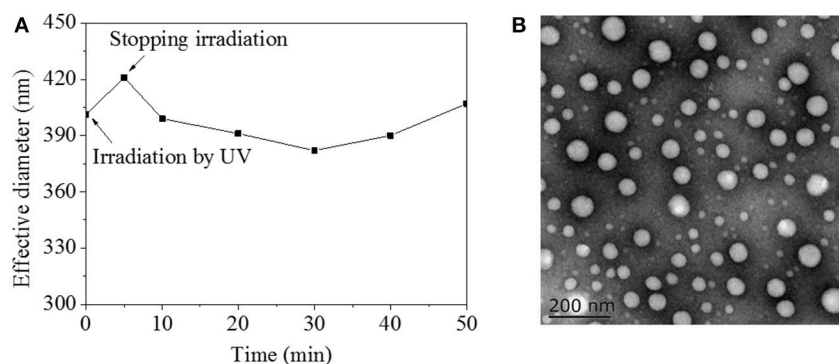 A
Effective diameter (nm)
450
420
390
360
330
300
Stopping irradiation
Irradiation by UV
0
10
20
30
40
50
Time (min)
B
200 nm